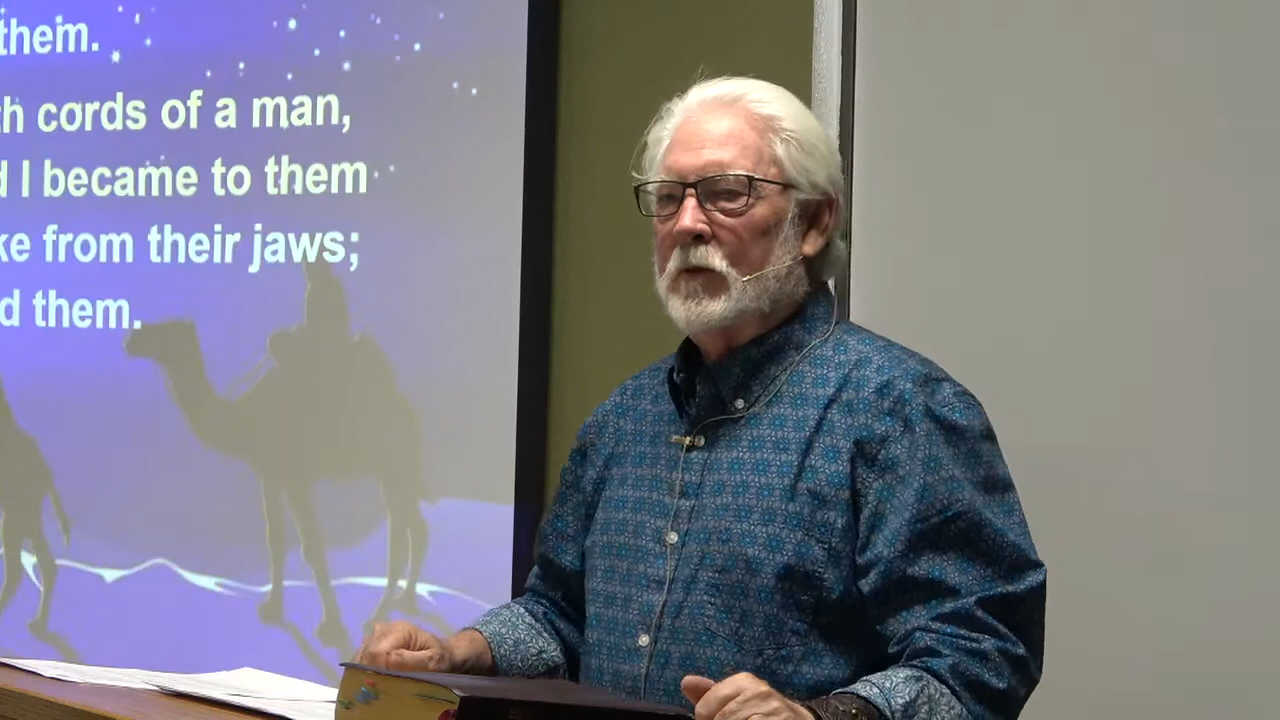 them.
cords of a man,
I became to them
from their jaws;
them.